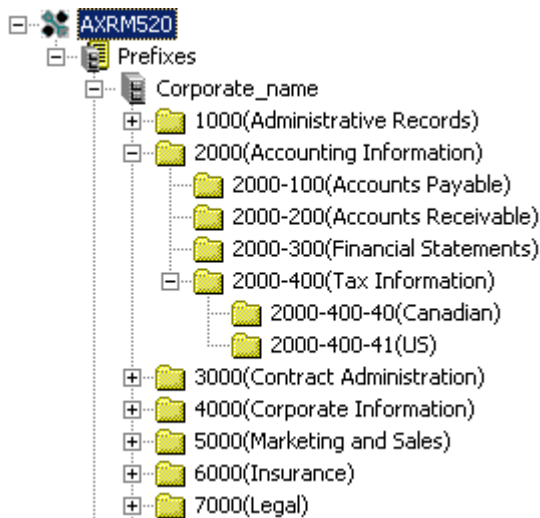 AXRM520
Prefixes
Corporate_name
1000(Administrative Records)
2000(Accounting Information)
2000-100(Accounts Payable)
2000-200(Accounts Receivable)
2000-300(Financial Statements)
2000-400(Tax Information)
2000-400-40(Canadian)
2000-400-41(US)
3000(Contract Administration)
4000(Corporate Information)
5000(Marketing and Sales)
6000(Insurance)
7000(Legal)